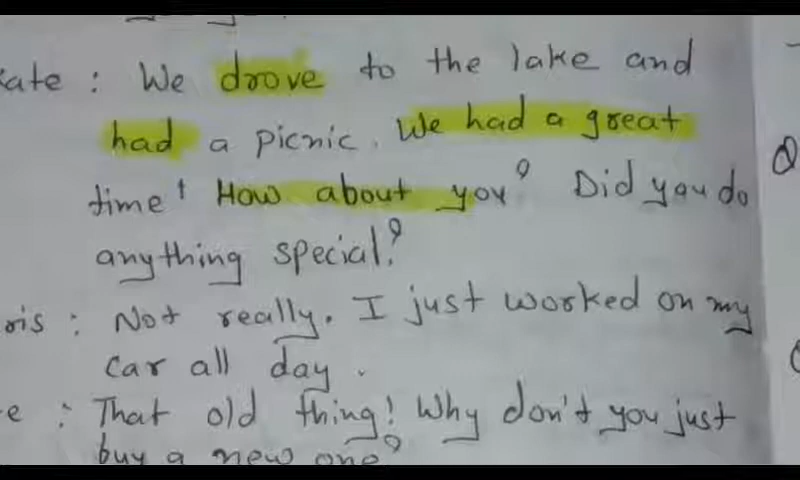 Kate : We drove to the lake and
had a picnic. We had a great
time! How about you? Did you do
anything special?
ris : Not really. I just worked on my
car all day.
e : That old thing! Why don't you just
buy a new one?